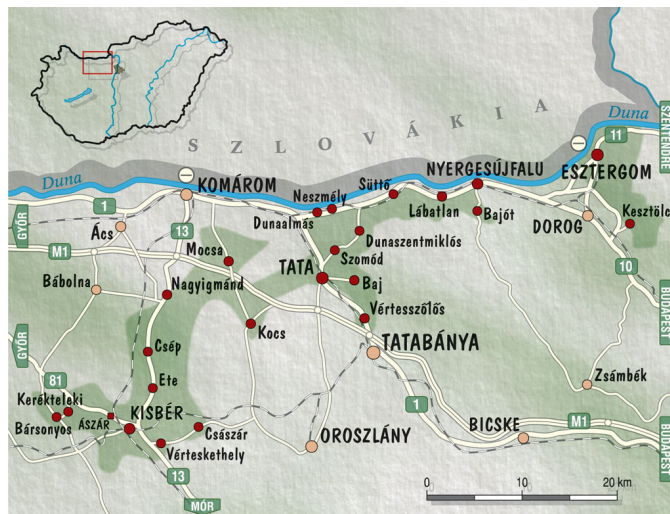 SZLOVÁKIA
Duna
Duna
11
SZENTENDRE
ESZTERGOM
NYERGESÚJFALU
Süttő
Neszmély
KOMÁROM
1
Dunaalmás
Lábatlan
Bajót
DOROG
Kesztölc
GYŐR
Ács
13
M1
Mocsa
Dunaszentmiklós
Szomód
TATA
Baj
10
Bábolna
Nagyigmánd
Vértesszőlős
BUDAPEST
Kocs
GYŐR
Csép
TATABÁNYA
81
Ete
Zsámbék
Kerékteleki
1
Bársonyos
ÁSZÁR
KISBÉR
Császár
OROSZLÁNY
BICSKE
M1
Vérteskethely
BUDAPEST
13
MÓR
0 10 20 km